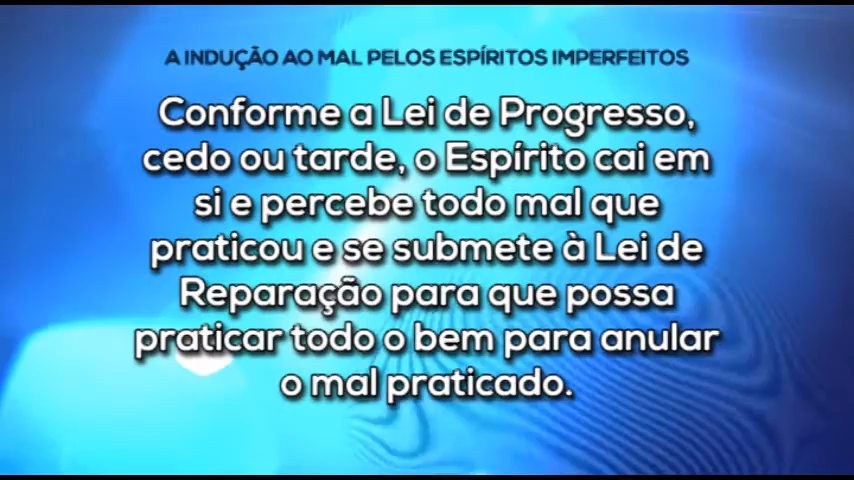 A INDUÇÃO AO MAL PELOS ESPÍRITOS IMPERFEITOS
Conforme a Lei de Progresso,
cedo ou tarde, o Espírito cai em
si e percebe todo mal que
praticou e se submete à Lei de
Reparação para que possa
praticar todo o bem para anular
o mal praticado.